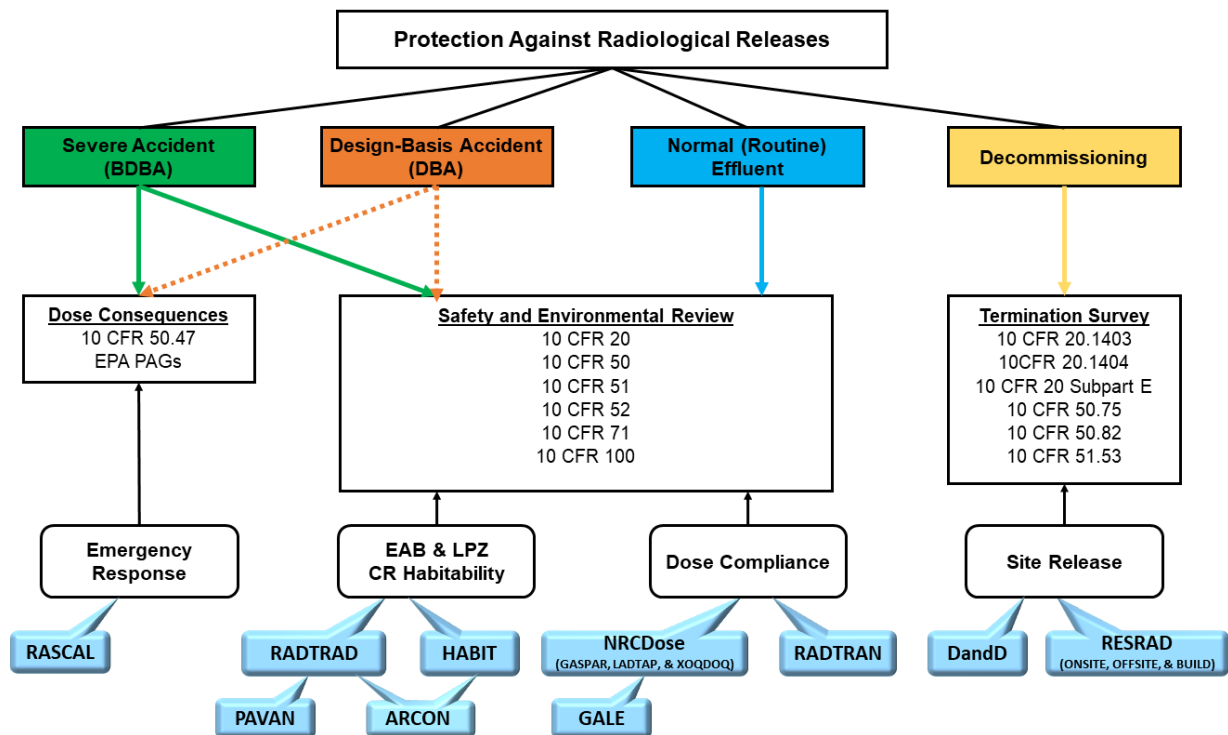 Protection Against Radiological Releases
Severe Accident
(BDBA)
Design-Basis Accident
(DBA)
Normal (Routine)
Effluent
Decommissioning
Dose Consequences
10 CFR 50.47
EPA PAGs
Safety and Environmental Review
10 CFR 20
10 CFR 50
10 CFR 51
10 CFR 52
10 CFR 71
10 CFR 100
Termination Survey
10 CFR 20.1403
10CFR 20.1404
10 CFR 20 Subpart E
10 CFR 50.75
10 CFR 50.82
10 CFR 51.53
Emergency
Response
EAB & LPZ
CR Habitability
Dose Compliance
Site Release
RASCAL
RADTRAD
HABIT
NRCDose
(GASPAR, LADTAP, & XOQDOQ)
RADTRAN
DandD
RESRAD
(ONSITE, OFFSITE, & BUILD)
PAVAN
ARCON
GALE